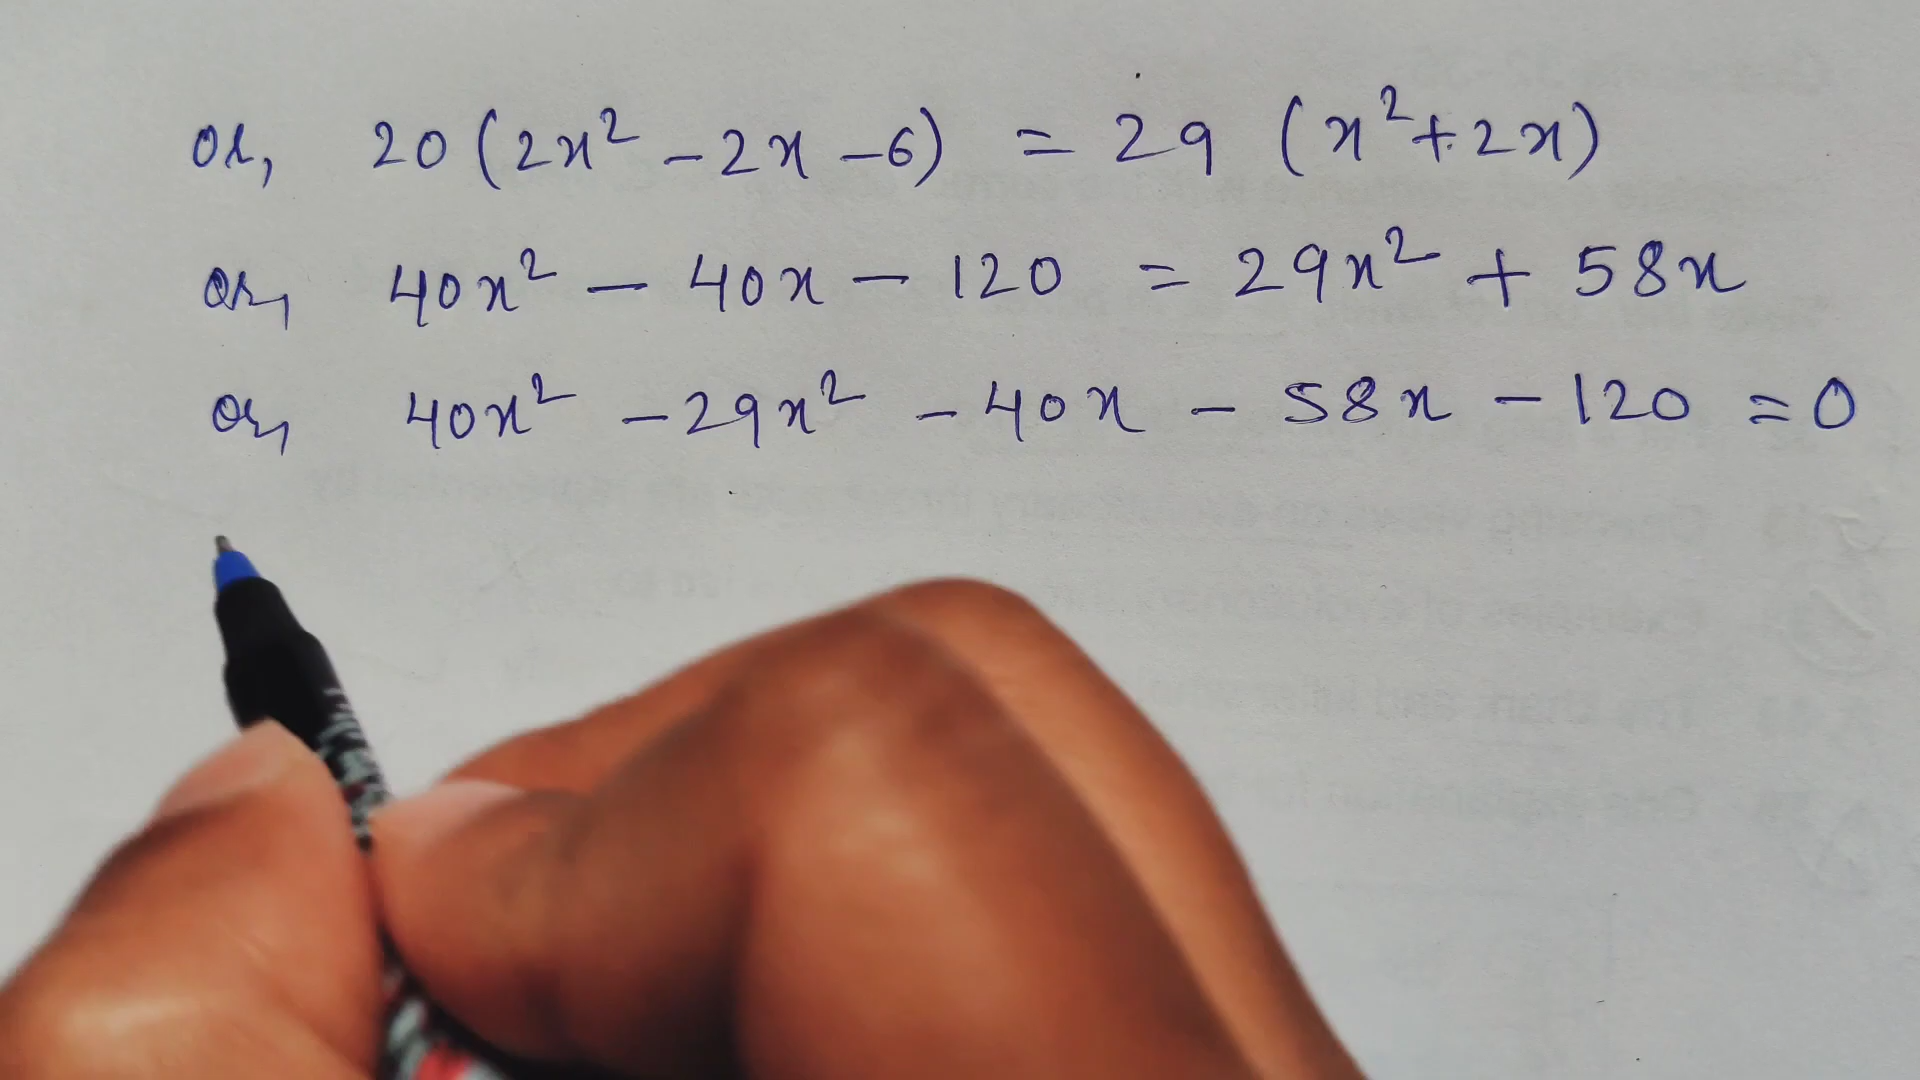 or, 20 (2x² - 2x - 6) = 29 (x² + 2x)
or, 40x² - 40x - 120 = 29x² + 58x
or, 40x² - 29x² - 40x - 58x - 120 = 0